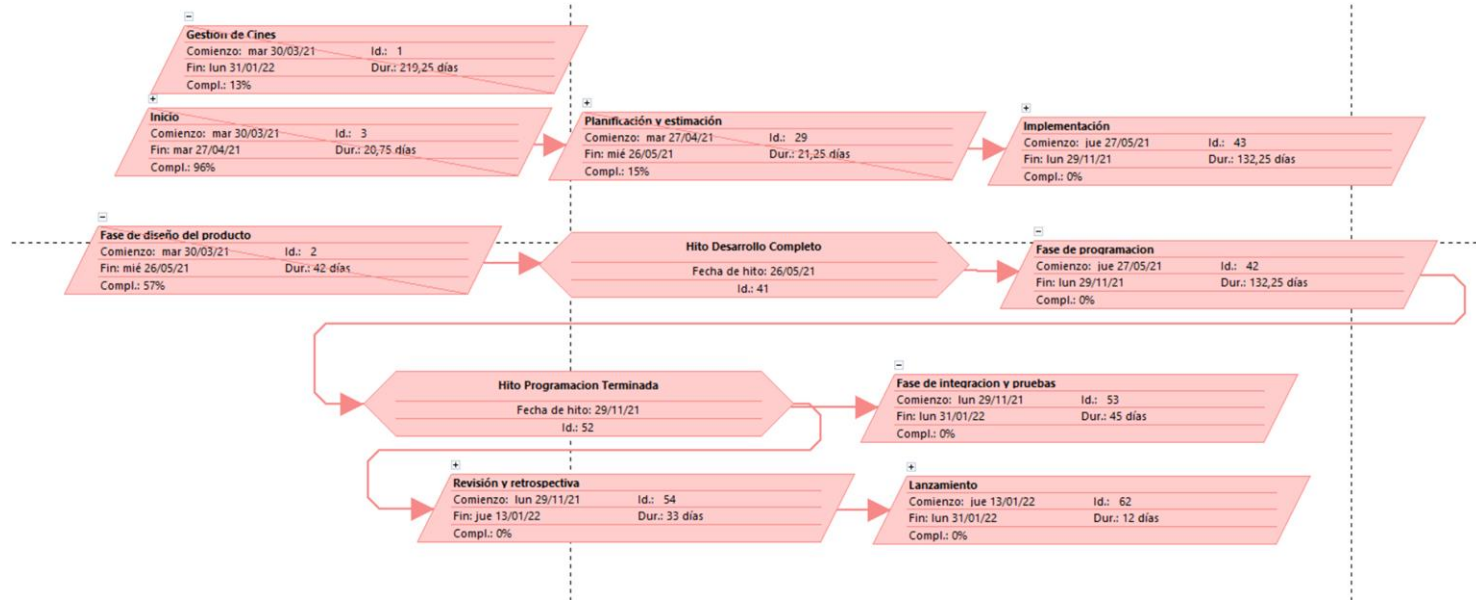 Gestion de Cines
Comienzo: mar 30/03/21 Id.: 1
Fin: lun 31/01/22 Dur.: 219,25 días
Compl.: 13%
Inicio
Comienzo: mar 30/03/21 Id.: 3
Fin: mar 27/04/21 Dur.: 20,75 días
Compl.: 96%
Planificación y estimación
Comienzo: mar 27/04/21 Id.: 29
Fin: mié 26/05/21 Dur.: 21,25 días
Compl.: 15%
Implementación
Comienzo: jue 27/05/21 Id.: 43
Fin: lun 29/11/21 Dur.: 132,25 días
Compl.: 0%
Fase de diseño del producto
Comienzo: mar 30/03/21 Id.: 2
Fin: mié 26/05/21 Dur.: 42 días
Compl.: 57%
Hito Desarrollo Completo
Fecha de hito: 26/05/21
Id.: 41
Fase de programacion
Comienzo: jue 27/05/21 Id.: 42
Fin: lun 29/11/21 Dur.: 132,25 días
Compl.: 0%
Hito Programacion Terminada
Fecha de hito: 29/11/21
Id.: 52
Fase de integracion y pruebas
Comienzo: lun 29/11/21 Id.: 53
Fin: lun 31/01/22 Dur.: 45 días
Compl.: 0%
Revisión y retrospectiva
Comienzo: lun 29/11/21 Id.: 54
Fin: jue 13/01/22 Dur.: 33 días
Compl.: 0%
Lanzamiento
Comienzo: jue 13/01/22 Id.: 62
Fin: lun 31/01/22 Dur.: 12 días
Compl.: 0%